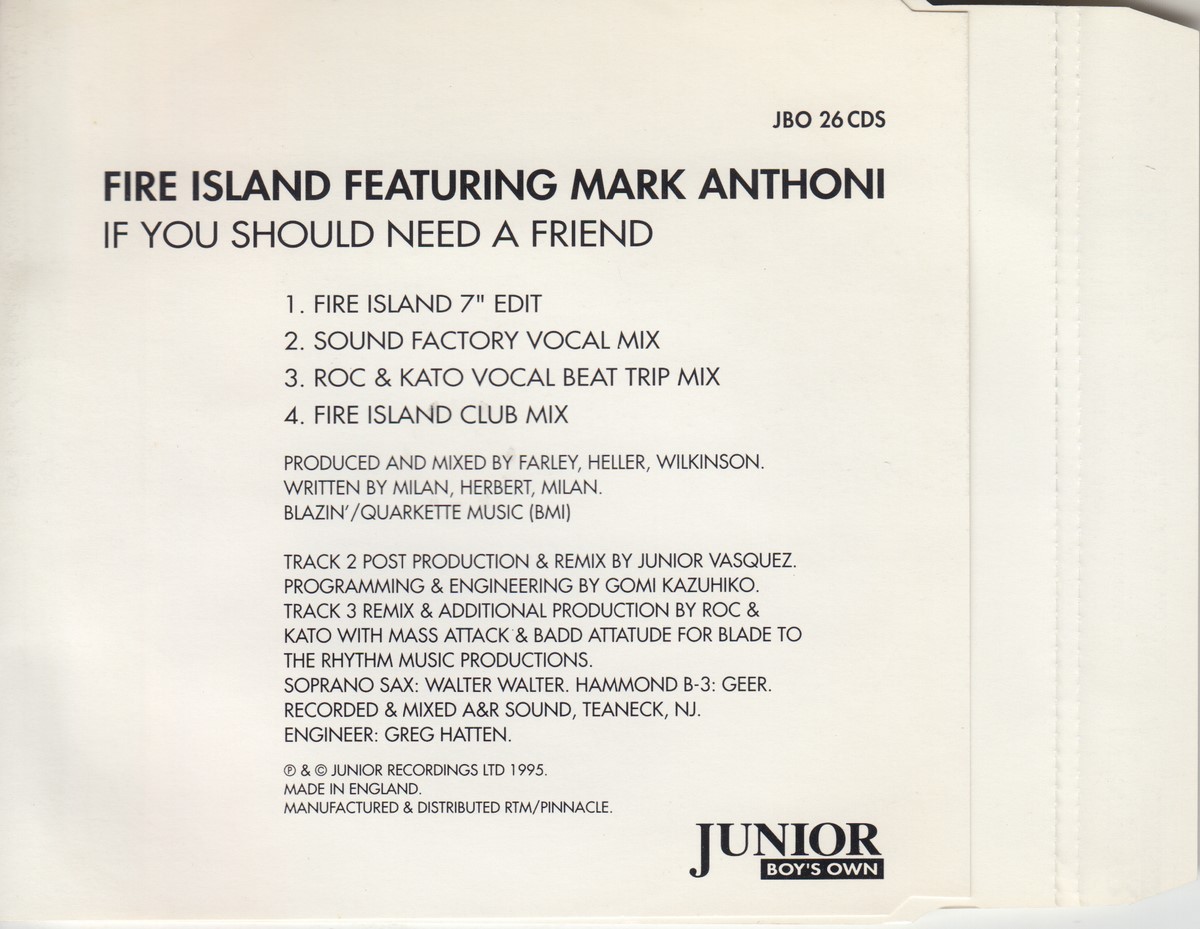 JBO 26 CDS
FIRE ISLAND FEATURING MARK ANTHONI
IF YOU SHOULD NEED A FRIEND
1. FIRE ISLAND 7" EDIT
2. SOUND FACTORY VOCAL MIX
3. ROC & KATO VOCAL BEAT TRIP MIX
4. FIRE ISLAND CLUB MIX
PRODUCED AND MIXED BY FARLEY, HELLER, WILKINSON.
WRITTEN BY MILAN, HERBERT, MILAN.
BLAZIN'/QUARKETTE MUSIC (BMI)
TRACK 2 POST PRODUCTION & REMIX BY JUNIOR VASQUEZ.
PROGRAMMING & ENGINEERING BY GOMI KAZUHIKO.
TRACK 3 REMIX & ADDITIONAL PRODUCTION BY ROC &
KATO WITH MASS ATTACK & BADD ATTATUDE FOR BLADE TO
THE RHYTHM MUSIC PRODUCTIONS.
SOPRANO SAX: WALTER WALTER. HAMMOND B-3: GEER.
RECORDED & MIXED A&R SOUND, TEANECK, NJ.
ENGINEER: GREG HATTEN.
℗ & © JUNIOR RECORDINGS LTD 1995.
MADE IN ENGLAND.
MANUFACTURED & DISTRIBUTED RTM/PINNACLE.
JUNIOR
BOY'S OWN